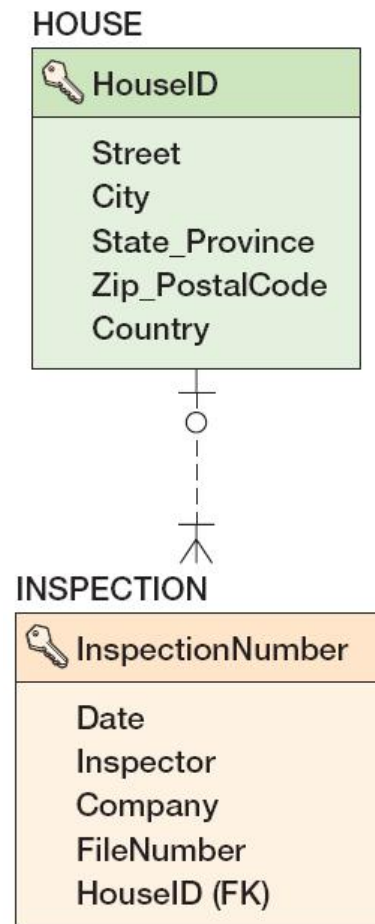 HOUSE
HouseID
Street
City
State_Province
Zip_PostalCode
Country
INSPECTION
InspectionNumber
Date
Inspector
Company
FileNumber
HouseID (FK)